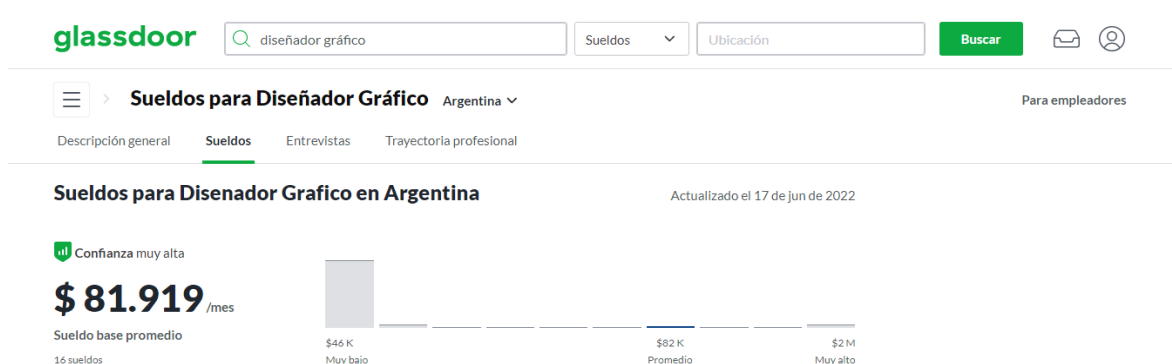 glassdoor diseñador gráfico Sueldos Ubicación Buscar
Sueldos para Diseñador Gráfico Argentina Para empleadores
Descripción general Sueldos Entrevistas Trayectoria profesional
Sueldos para Disenador Grafico en Argentina Actualizado el 17 de jun de 2022
Confianza muy alta
$ 81.919 /mes
Sueldo base promedio
$46 K $82 K $2 M
16 sueldos Muy bajo Promedio Muy alto